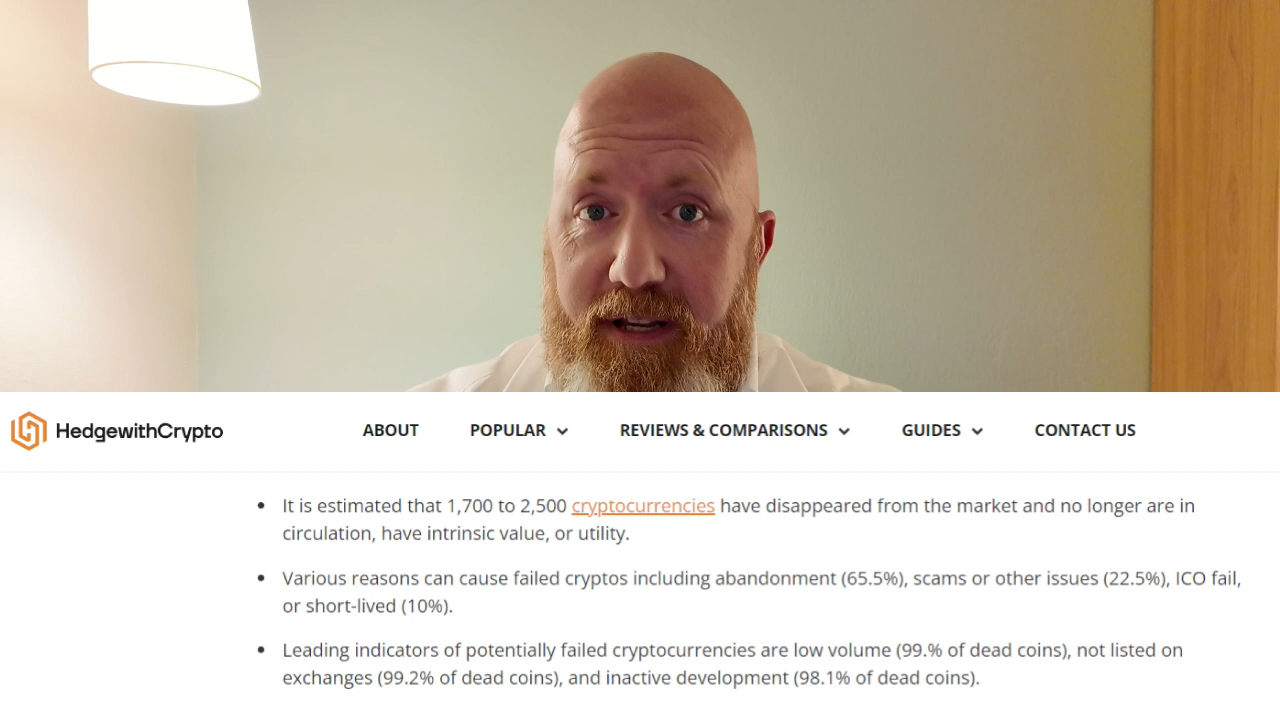 HedgewithCrypto ABOUT POPULAR REVIEWS & COMPARISONS GUIDES CONTACT US
It is estimated that 1,700 to 2,500 cryptocurrencies have disappeared from the market and no longer are in
circulation, have intrinsic value, or utility.
Various reasons can cause failed cryptos including abandonment (65.5%), scams or other issues (22.5%), ICO fail,
or short-lived (10%).
Leading indicators of potentially failed cryptocurrencies are low volume (99.% of dead coins), not listed on
exchanges (99.2% of dead coins), and inactive development (98.1% of dead coins).